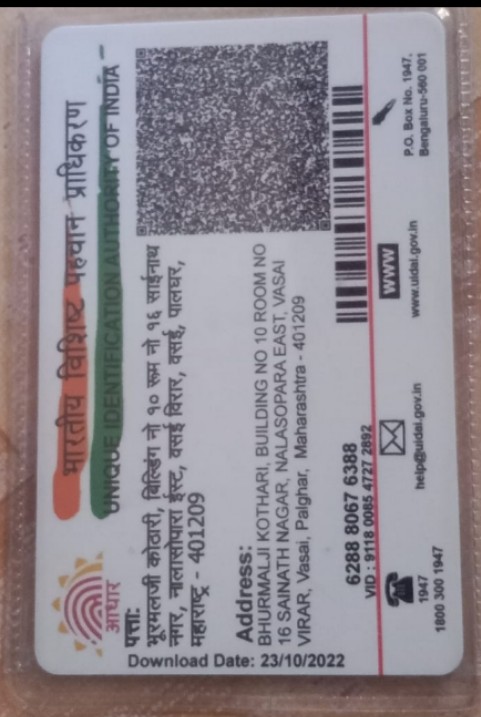 भारतीय विशिष्ट पहचान प्राधिकरण
UNIQUE IDENTIFICATION AUTHORITY OF INDIA
आधार
पत्ता:
भूरमलजी कोठारी, बिल्डिंग नो १० रूम नो १६ साईनाथ
नगर, नालासोपारा ईस्ट, वसई विरार, वसई, पालघर,
महाराष्ट्र - 401209
Address:
BHURMALJI KOTHARI, BUILDING NO 10 ROOM NO
16 SAINATH NAGAR, NALASOPARA EAST, VASAI
VIRAR, Vasai, Palghar, Maharashtra - 401209
Download Date: 23/10/2022
6288 8067 6388
VID : 9118 0085 4727 2892
1947
1800 300 1947
help@uidai.gov.in
WWW
www.uidai.gov.in
P.O. Box No. 1947,
Bengaluru-560 001